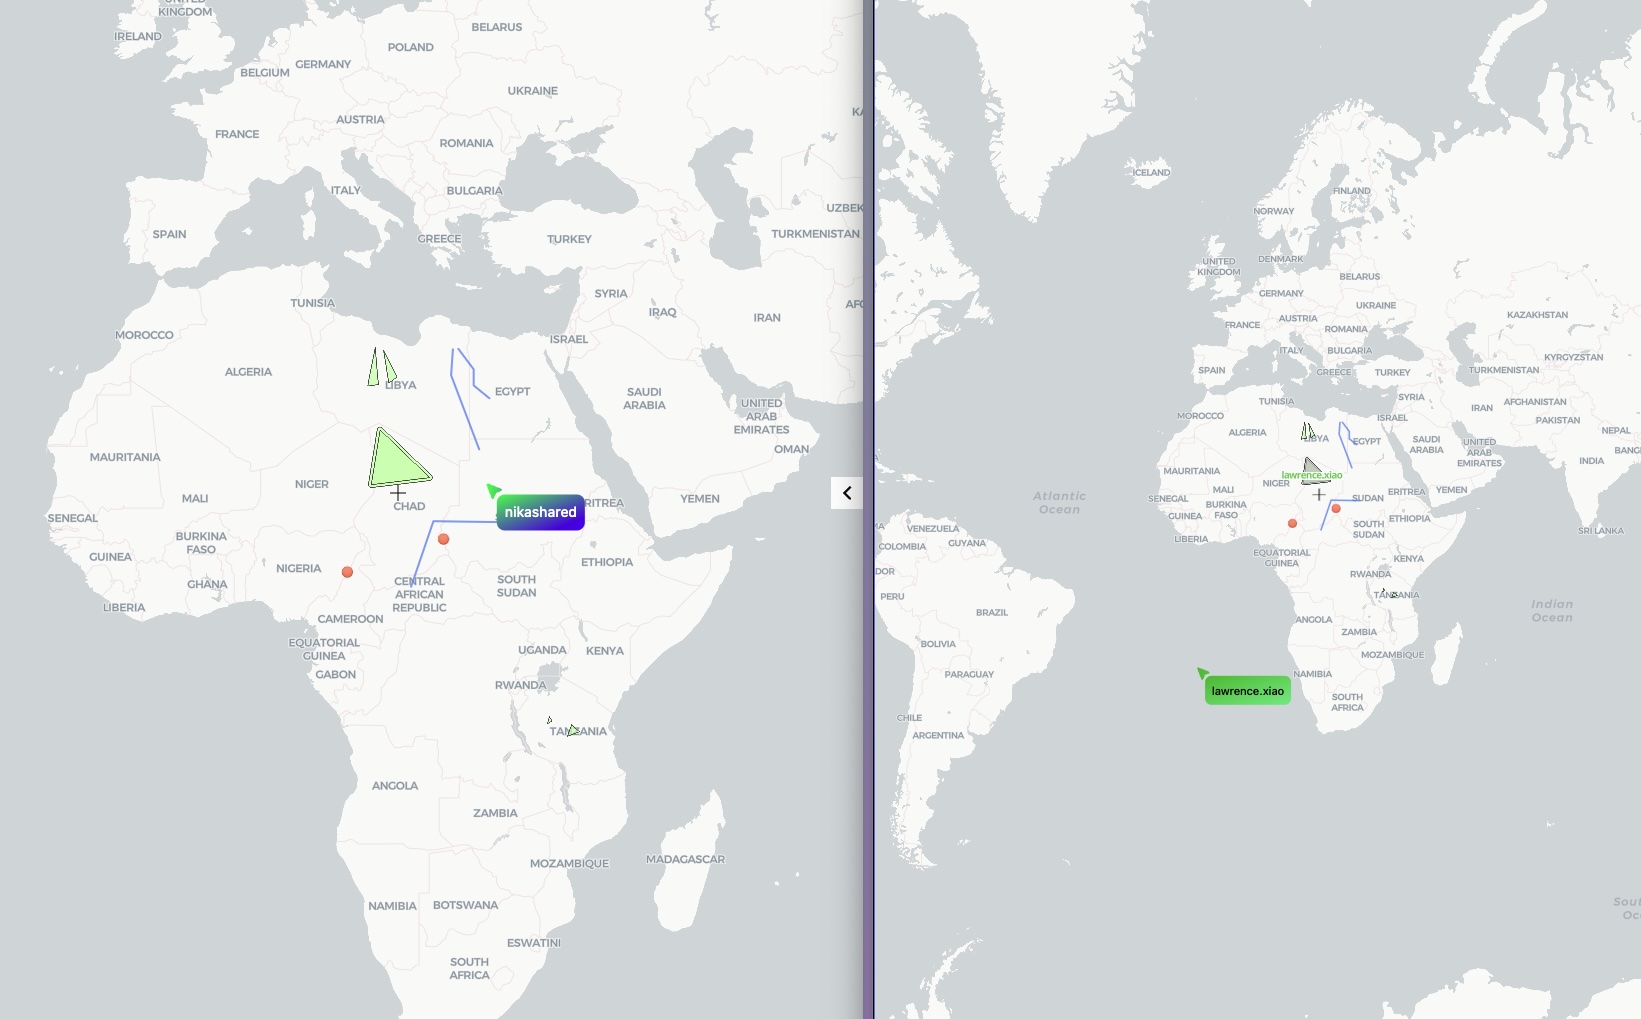 UNITED
KINGDOM
IRELAND
BELARUS
POLAND
GERMANY
BELGIUM
UKRAINE
AUSTRIA
FRANCE
ROMANIA
ITALY
BULGARIA
SPAIN
GREECE
TURKEY
UZBEK
TURKMENISTAN
SYRIA
TUNISIA
IRAQ
IRAN
AFG
MOROCCO
ISRAEL
ALGERIA
LIBYA
EGYPT
SAUDI
ARABIA
UNITED
ARAB
EMIRATES
OMAN
MAURITANIA
NIGER
MALI
CHAD
nikashared
ERITREA
YEMEN
SENEGAL
BURKINA
FASO
GUINEA
NIGERIA
GHANA
CENTRAL
AFRICAN
REPUBLIC
SOUTH
SUDAN
ETHIOPIA
LIBERIA
CAMEROON
EQUATORIAL
GUINEA
GABON
UGANDA
KENYA
RWANDA
TANZANIA
ANGOLA
ZAMBIA
MOZAMBIQUE
MADAGASCAR
NAMIBIA
BOTSWANA
ESWATINI
SOUTH
AFRICA
ICELAND
FINLAND
NORWAY
UNITED
KINGDOM
DENMARK
BELARUS
GERMANY
UKRAINE
KAZAKHSTAN
AUSTRIA
FRANCE
ROMANIA
ITALY
BULGARIA
KYRGYZSTAN
SPAIN
GREECE
TURKEY
TURKMENISTAN
SYRIA
TUNISIA
IRAN
AFGHANISTAN
MOROCCO
ISRAEL
PAKISTAN
ALGERIA
LIBYA
EGYPT
SAUDI
ARABIA
UNITED
ARAB
EMIRATES
NEPAL
BANG
INDIA
MAURITANIA
lawrence.xiao
NIGER
MALI
SUDAN
ERITREA
YEMEN
Atlantic
Ocean
SENEGAL
GUINEA
BURKINA
FASO
LIBERIA
SOUTH
SUDAN
ETHIOPIA
SRI LANKA
VENEZUELA
GUYANA
COLOMBIA
EQUATORIAL
GUINEA
KENYA
DOR
RWANDA
PERU
TANZANIA
BRAZIL
Indian
Ocean
ANGOLA
ZAMBIA
BOLIVIA
MOZAMBIQUE
PARAGUAY
NAMIBIA
lawrence.xiao
SOUTH
AFRICA
CHILE
ARGENTINA
Sout
Oc